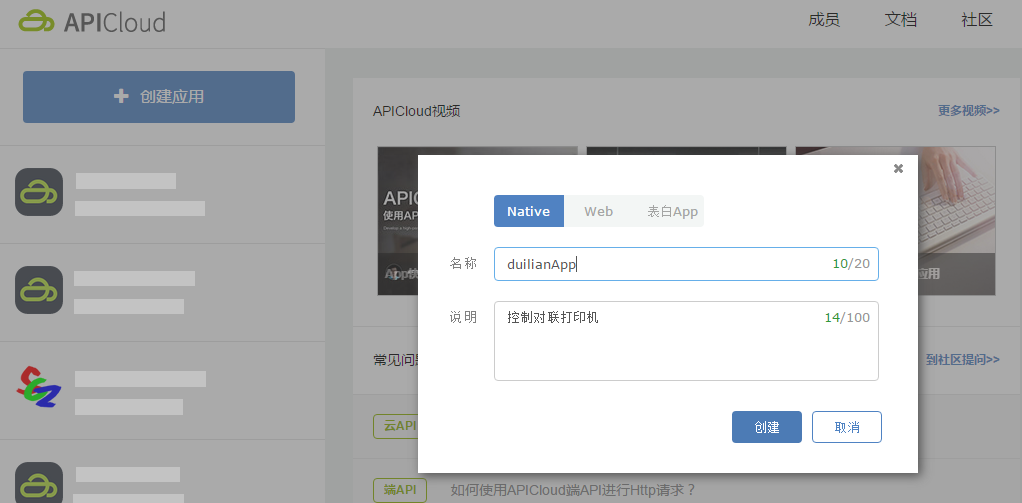 APICloud
成员 文档 社区
创建应用
APICloud视频 更多视频>>
Native Web 表白App
名称 duilianApp 10/20
说明 控制对联打印机 14/100
创建 取消
常见问题 到社区提问>>
云API
端API 如何使用APICloud端API进行Http请求？